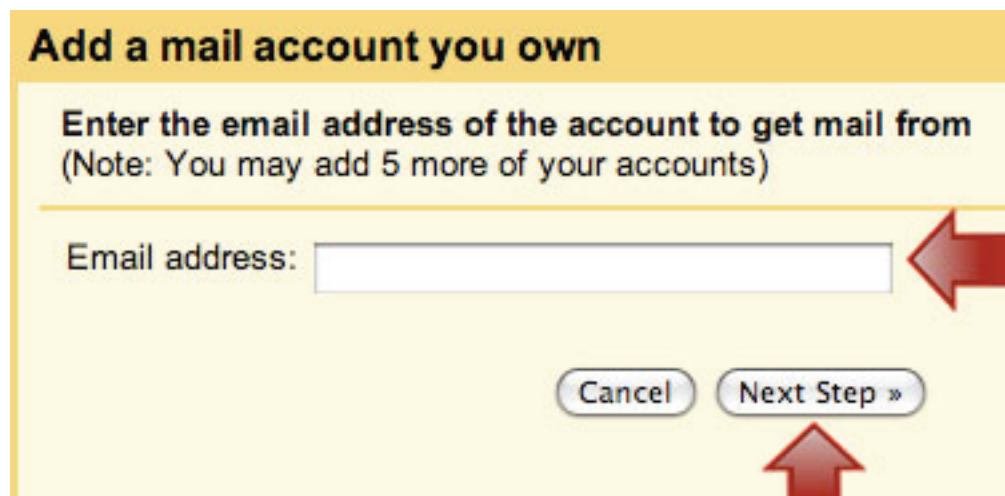 Add a mail account you own
Enter the email address of the account to get mail from
(Note: You may add 5 more of your accounts)
Email address:
Cancel Next Step »